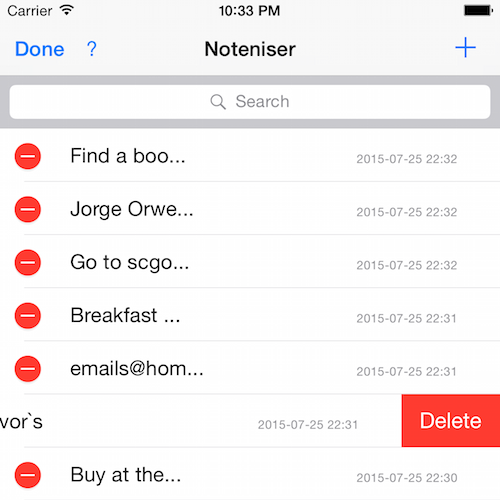 Carrier 10:33 PM
Done ? Noteniser +
Search
Find a boo... 2015-07-25 22:32
Jorge Orwe... 2015-07-25 22:32
Go to scgo... 2015-07-25 22:32
Breakfast ... 2015-07-25 22:31
emails@hom... 2015-07-25 22:31
vor`s 2015-07-25 22:31 Delete
Buy at the... 2015-07-25 22:30